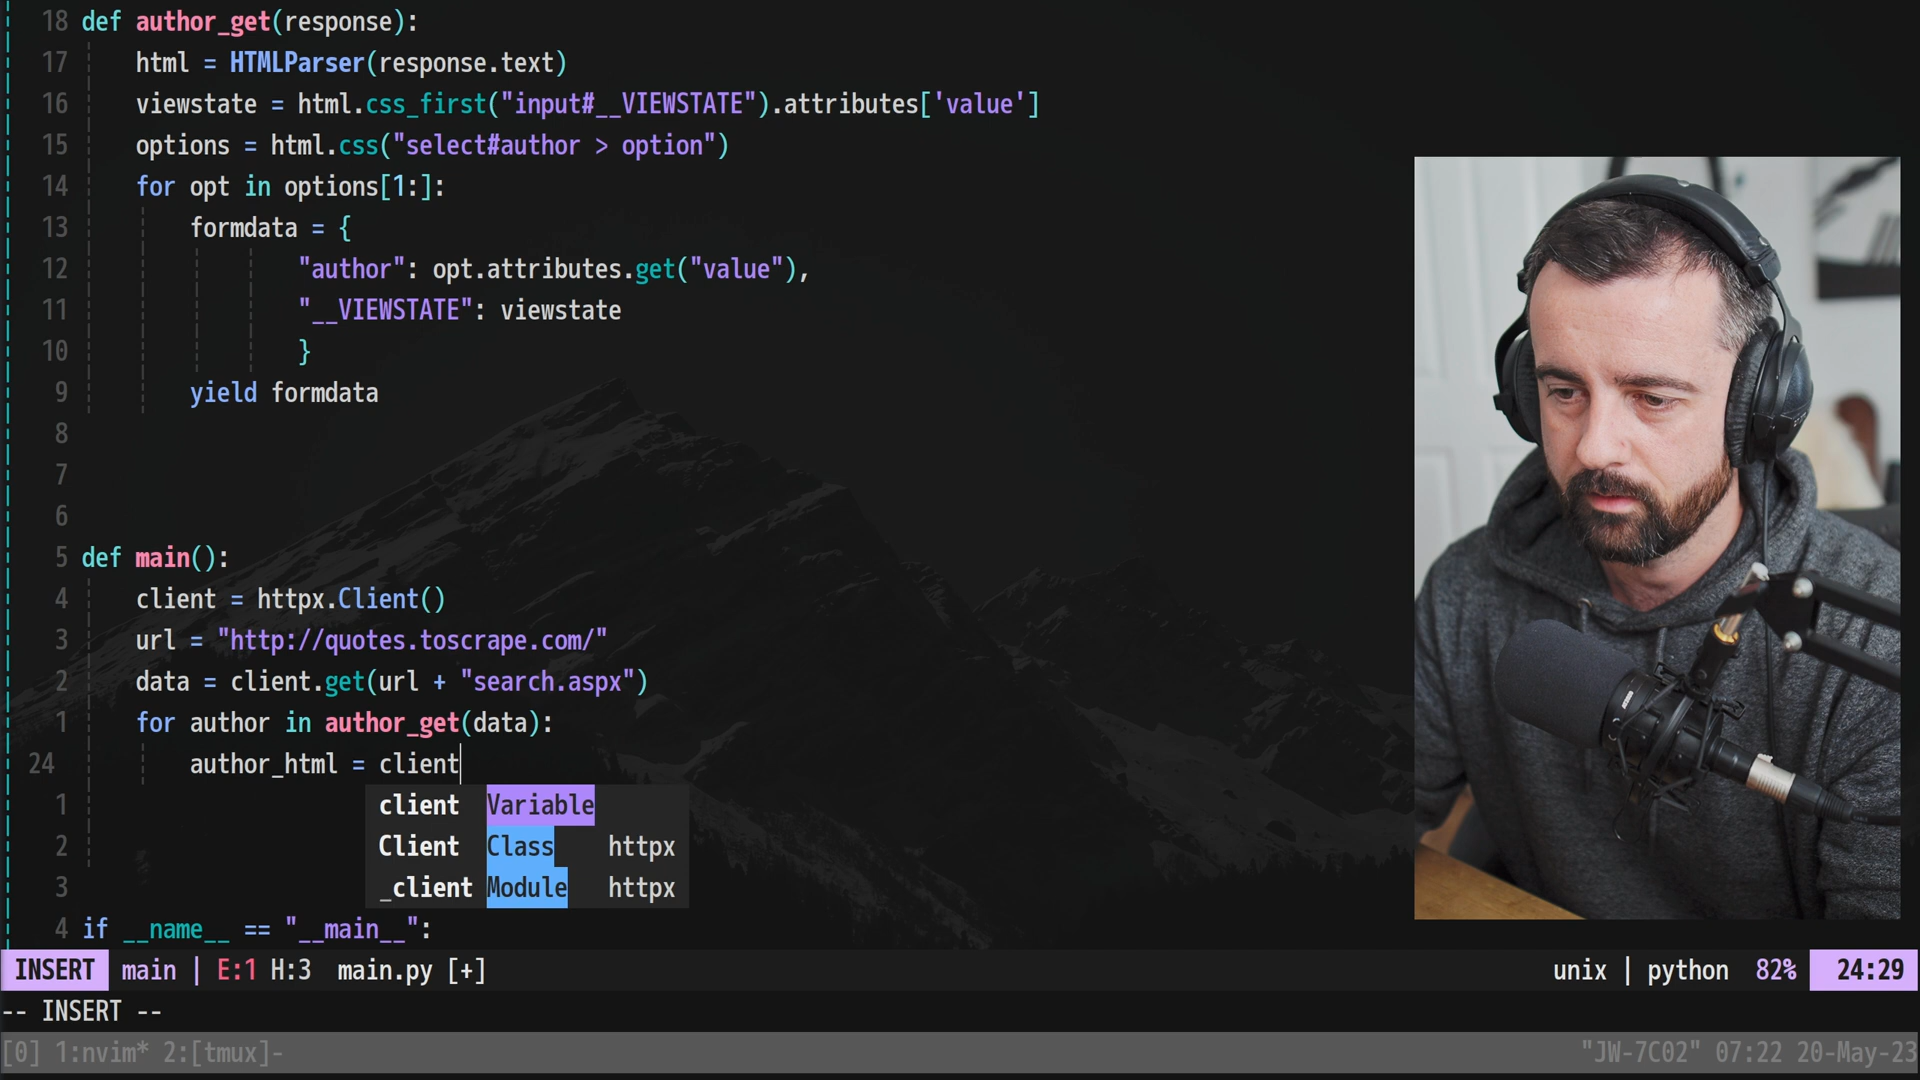 18 def author_get(response):
17 html = HTMLParser(response.text)
16 viewstate = html.css_first("input#__VIEWSTATE").attributes['value']
15 options = html.css("select#author > option")
14 for opt in options[1:]:
13 formdata = {
12 "author": opt.attributes.get("value"),
11 "__VIEWSTATE": viewstate
10 }
9 yield formdata
8
7
6
5 def main():
4 client = httpx.Client()
3 url = "http://quotes.toscrape.com/"
2 data = client.get(url + "search.aspx")
1 for author in author_get(data):
24 author_html = client
1 client Variable
2 Client Class httpx
3 _client Module httpx
4 if __name__ == "__main__":
INSERT main | E:1 H:3 main.py [+] unix | python 82% 24:29
-- INSERT --
[0] 1:nvim* 2:[tmux]- "JW-7C02" 07:22 20-May-23